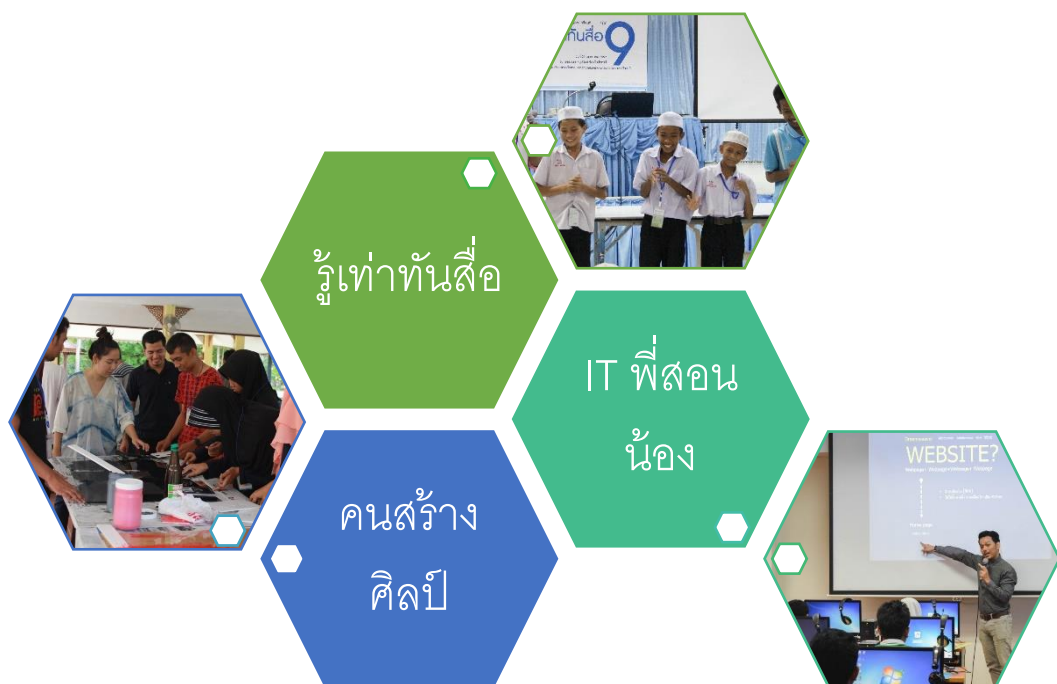 ทันสื่อ 9
รู้เท่าทันสื่อ
IT พี่สอน
น้อง
คนสร้าง
ศิลป์
WEBSITE?